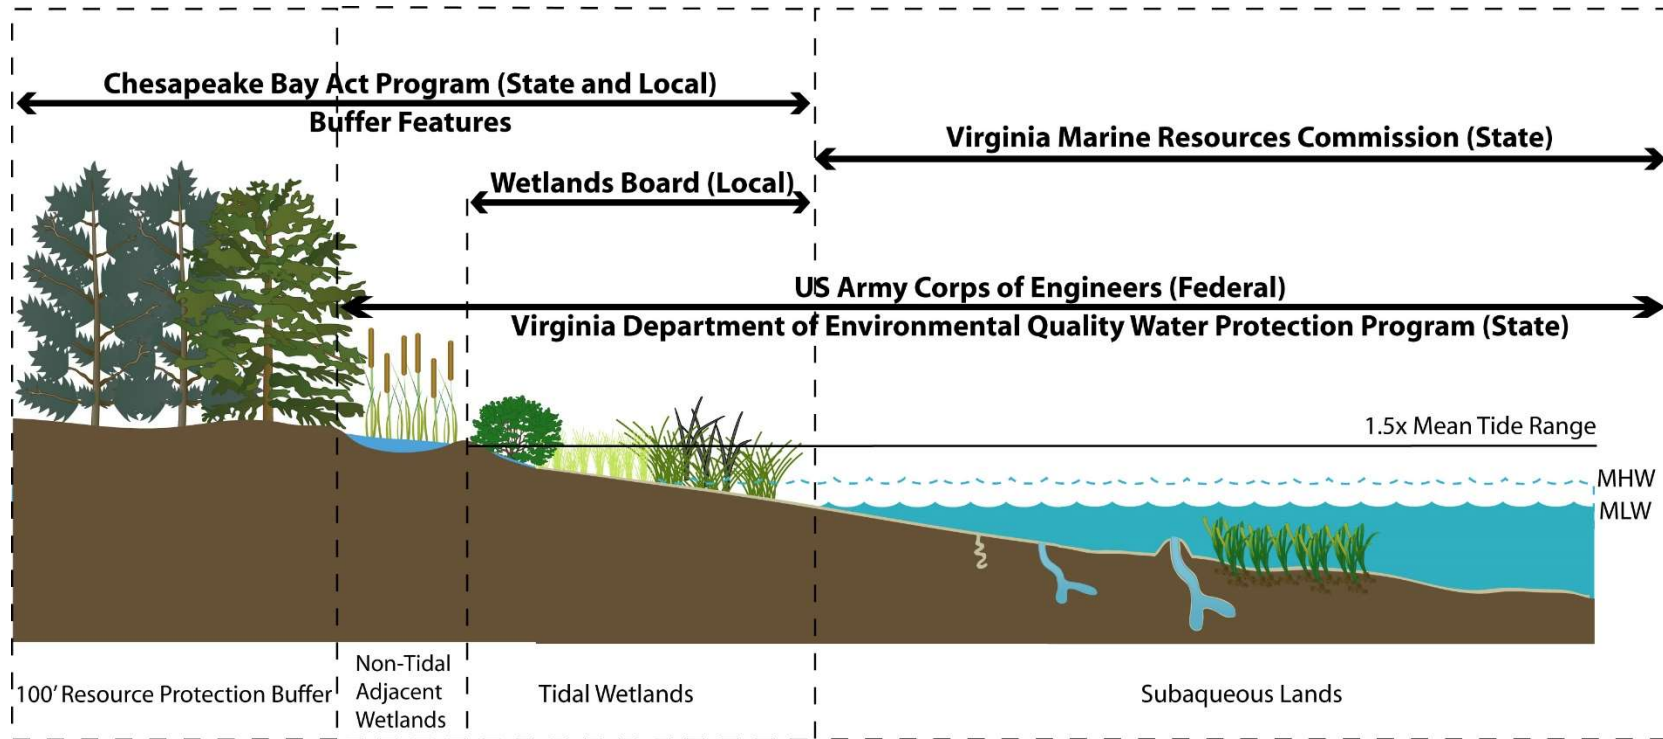 Chesapeake Bay Act Program (State and Local)
Buffer Features
Virginia Marine Resources Commission (State)
Wetlands Board (Local)
US Army Corps of Engineers (Federal)
Virginia Department of Environmental Quality Water Protection Program (State)
1.5x Mean Tide Range
MHW
MLW
100' Resource Protection Buffer
Non-Tidal
Adjacent
Wetlands
Tidal Wetlands
Subaqueous Lands